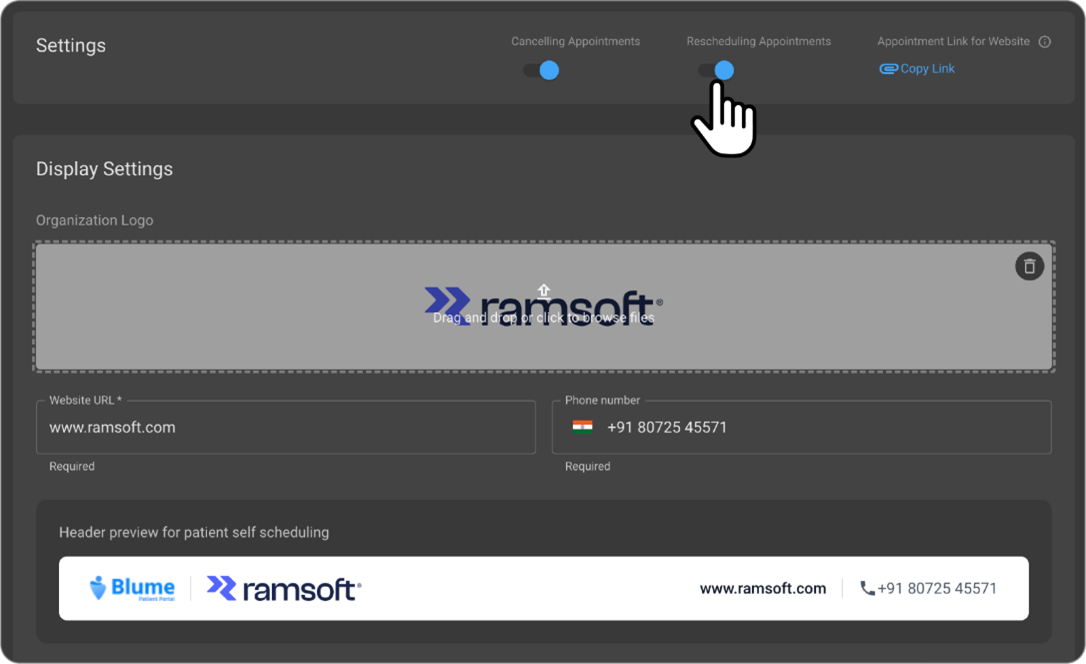 Settings
Cancelling Appointments
Rescheduling Appointments
Appointment Link for Website
Copy Link
Display Settings
Organization Logo
ramsoft®
Drag and drop or click to browse files
Website URL *
www.ramsoft.com
Required
Phone number
+91 80725 45571
Required
Header preview for patient self scheduling
Blume
Patient Portal
ramsoft®
www.ramsoft.com
+91 80725 45571